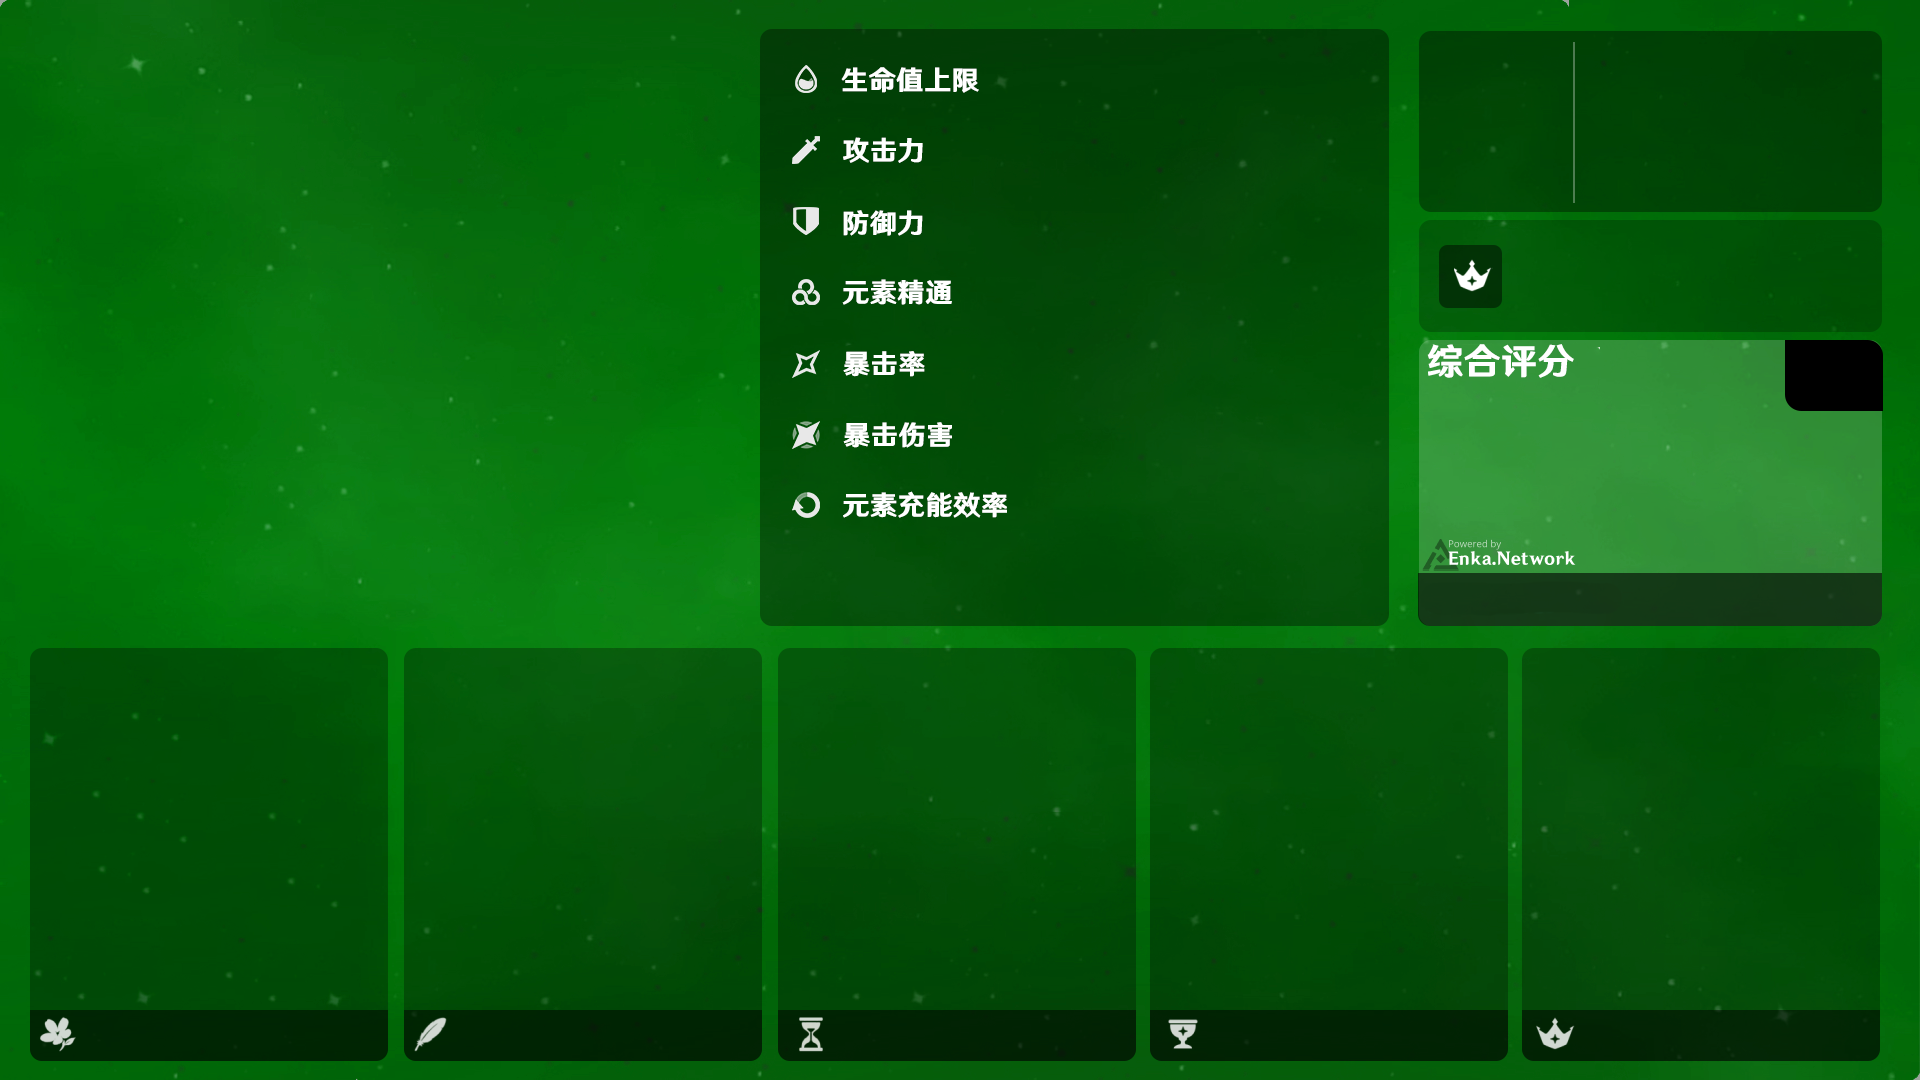 生命值上限
攻击力
防御力
元素精通
暴击率
暴击伤害
元素充能效率
综合评分
Powered by
Enka.Network